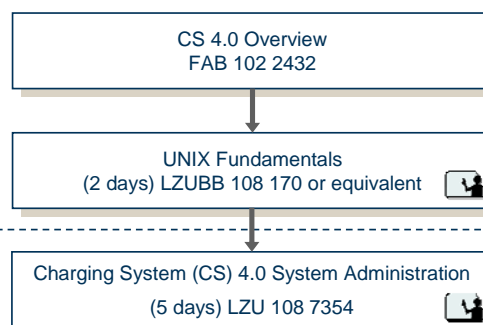 CS 4.0 Overview
FAB 102 2432
UNIX Fundamentals
(2 days) LZUBB 108 170 or equivalent
Charging System (CS) 4.0 System Administration
(5 days) LZU 108 7354